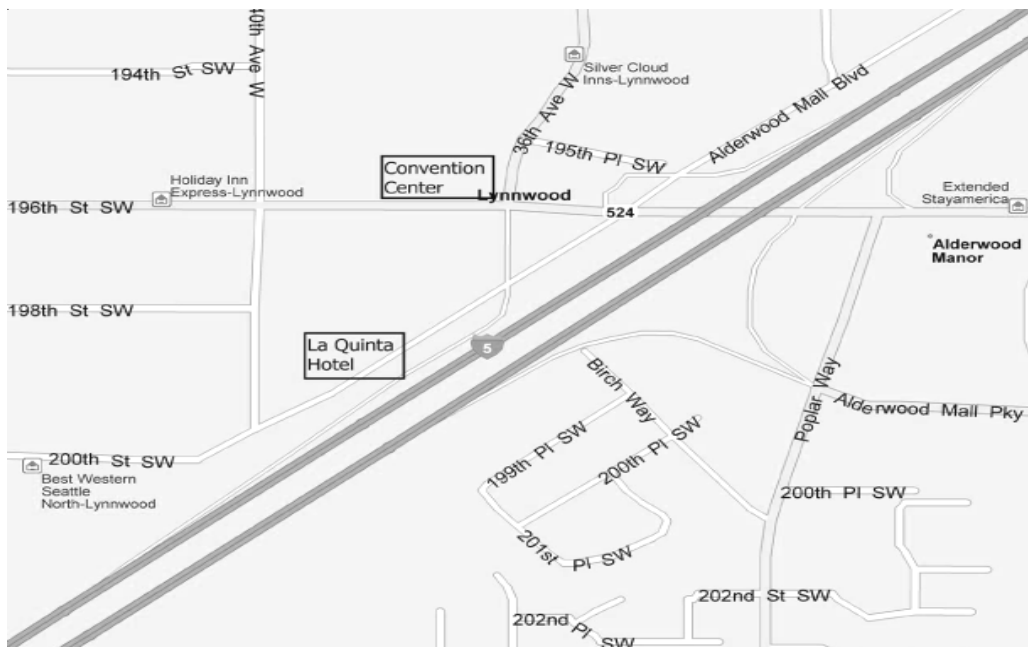 40th Ave W
194th St SW
Silver Cloud
Inns-Lynnwood
36th Ave W
Alderwood Mall Blvd
195th Pl SW
Convention
Center
Holiday Inn
Express-Lynnwood
Lynnwood
Extended
Stayamerica
196th St SW
524
Alderwood
Manor
198th St SW
La Quinta
Hotel
5
Birch Way
Poplar Way
Alderwood Mall Pky
199th Pl SW
200th Pl SW
200th St SW
Best Western
Seattle
North-Lynnwood
200th Pl SW
201st Pl SW
202nd St SW
202nd Pl SW